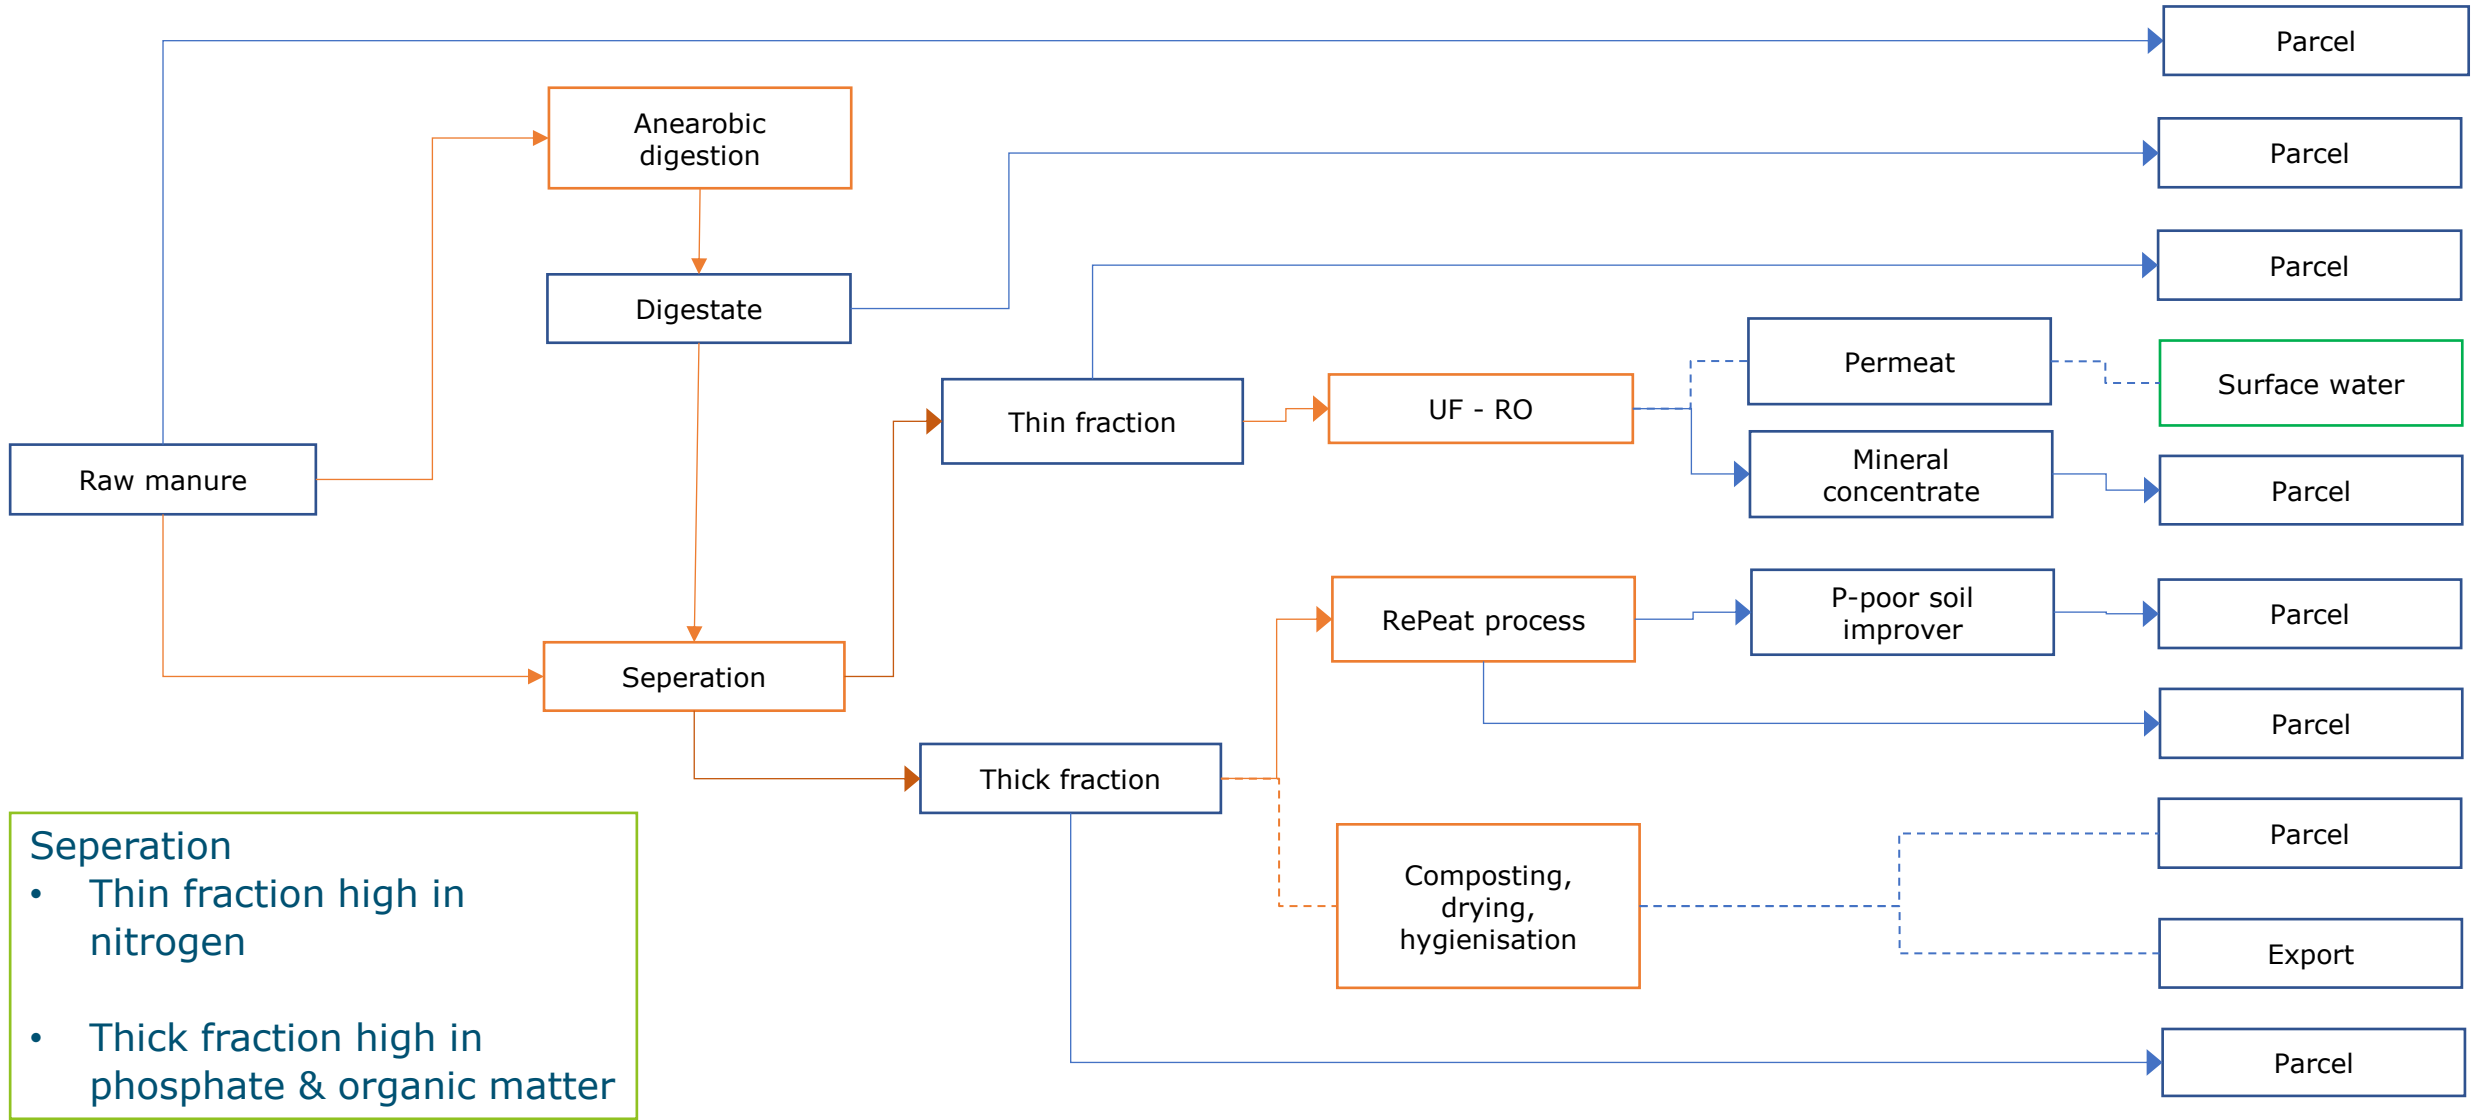 Parcel
Anearobic
digestion
Parcel
Parcel
Digestate
Permeat
Surface water
Thin fraction
UF - RO
Raw manure
Mineral
concentrate
Parcel
RePeat process
P-poor soil
improver
Parcel
Seperation
Parcel
Thick fraction
Parcel
Composting,
drying,
hygienisation
Export
Parcel
Seperation
• Thin fraction high in
nitrogen
• Thick fraction high in
phosphate & organic matter